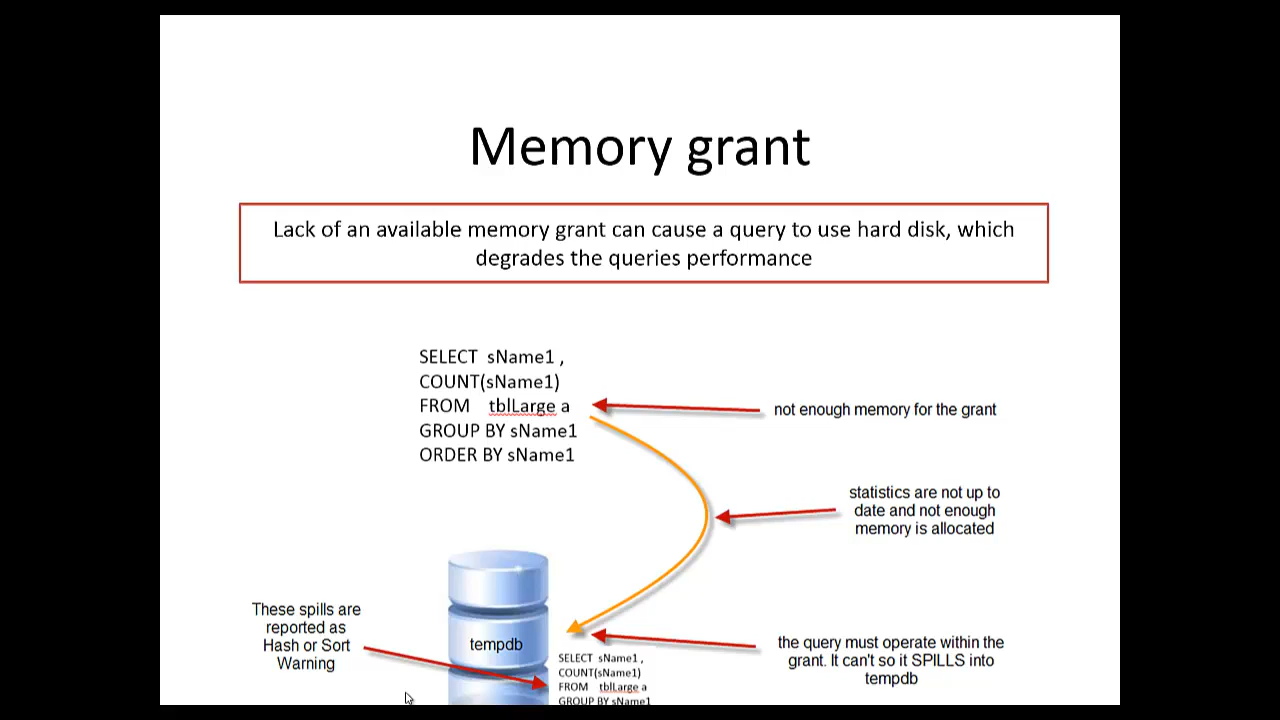 Memory grant
Lack of an available memory grant can cause a query to use hard disk, which
degrades the queries performance
SELECT sName1 ,
COUNT(sName1)
FROM tblLarge a
GROUP BY sName1
ORDER BY sName1
not enough memory for the grant
statistics are not up to
date and not enough
memory is allocated
These spills are
reported as
Hash or Sort
Warning
tempdb
the query must operate within the
grant. It can't so it SPILLS into
tempdb
SELECT sName1 ,
COUNT(sName1)
FROM tblLarge a
GROUP BY sName1